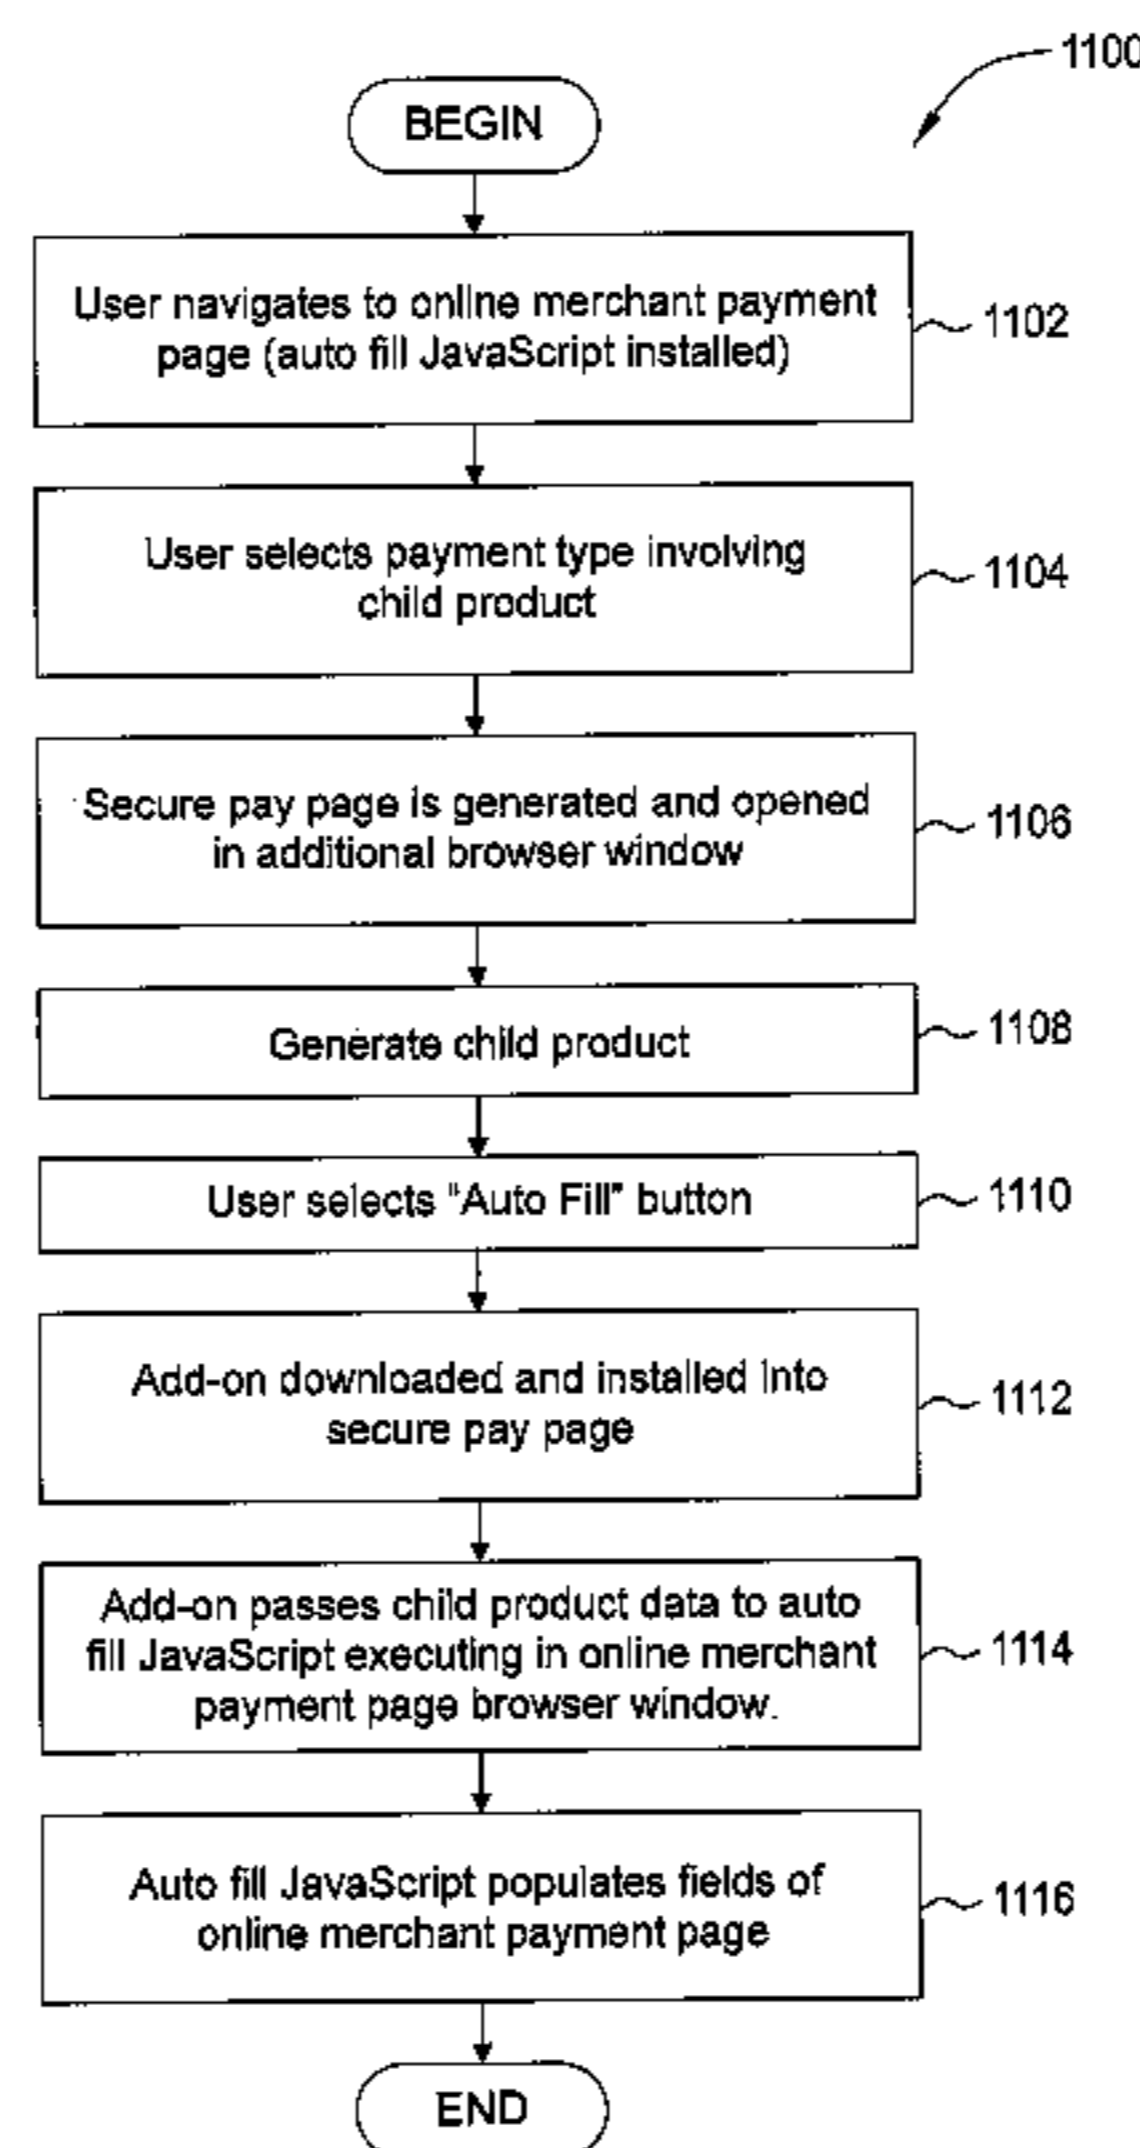 1100
BEGIN
User navigates to online merchant payment
page (auto fill JavaScript installed)
1102
User selects payment type involving
child product
1104
Secure pay page is generated and opened
in additional browser window
1106
Generate child product
1108
User selects "Auto Fill" button
1110
Add-on downloaded and installed into
secure pay page
1112
Add-on passes child product data to auto
fill JavaScript executing in online merchant
payment page browser window.
1114
Auto fill JavaScript populates fields of
online merchant payment page
1116
END